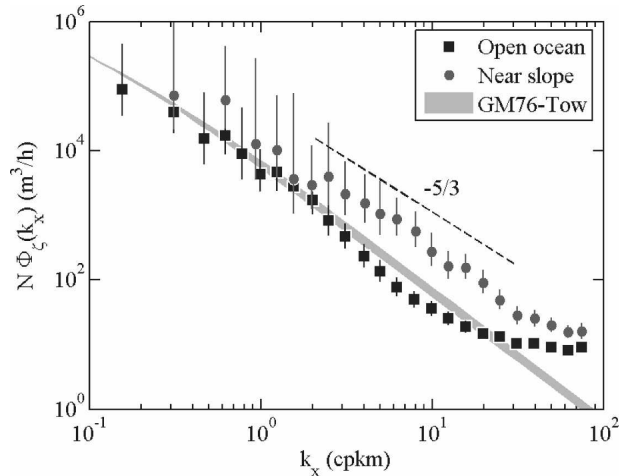 10^6
10^4
10^2
10^0
N Φ_ζ(k_x) (m^3/h)
Open ocean
Near slope
GM76-Tow
-5/3
10^-1
10^0
10^1
10^2
k_x (cpkm)